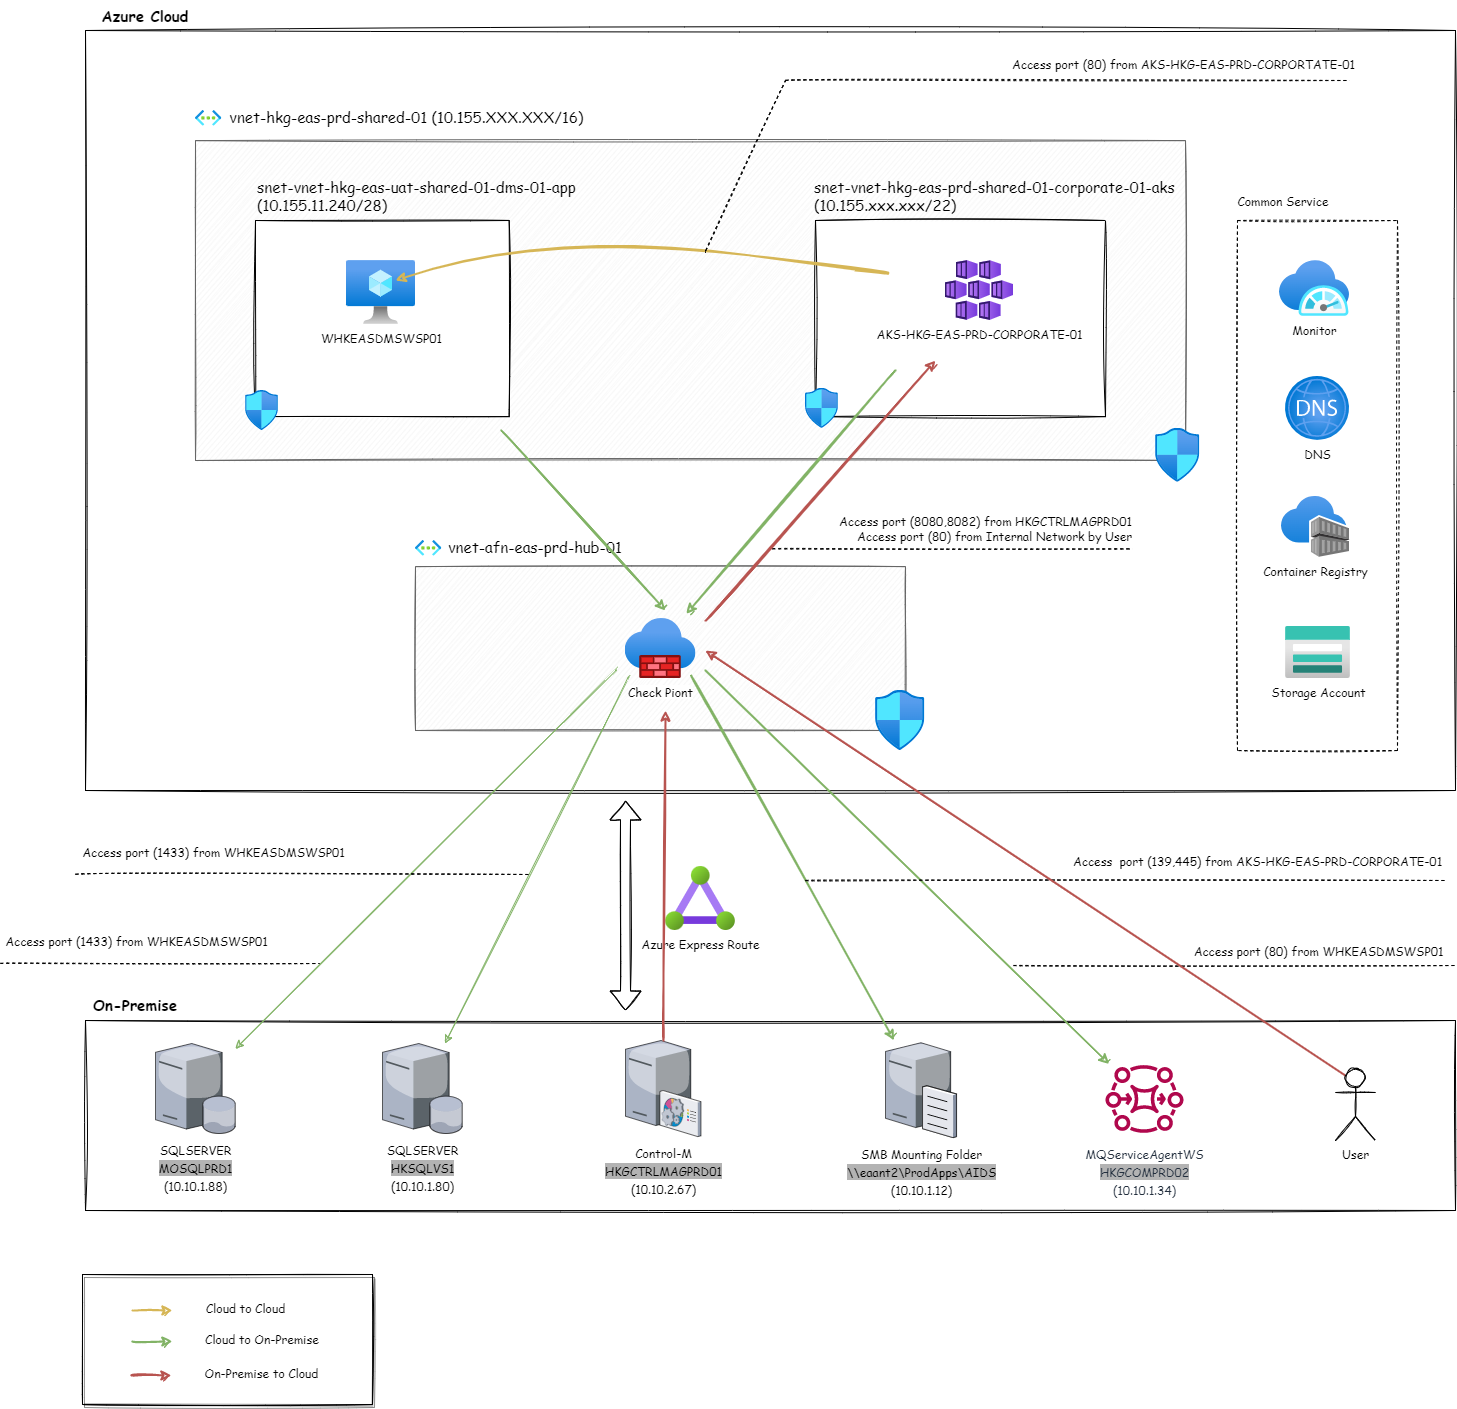 Azure Cloud
Access port (80) from AKS-HKG-EAS-PRD-CORPORTATE-01
vnet-hkg-eas-prd-shared-01 (10.155.XXX.XXX/16)
snet-vnet-hkg-eas-uat-shared-01-dms-01-app
(10.155.11.240/28)
snet-vnet-hkg-eas-prd-shared-01-corporate-01-aks
(10.155.xxx.xxx/22)
Common Service
WHKEASDMSWSP01
AKS-HKG-EAS-PRD-CORPORATE-01
Monitor
DNS
DNS
Access port (8080,8082) from HKGCTRLMAGPRD01
Access port (80) from Internal Network by User
vnet-afn-eas-prd-hub-01
Container Registry
Check Piont
Storage Account
Access port (1433) from WHKEASDMSWSP01
Access  port (139,445) from AKS-HKG-EAS-PRD-CORPORATE-01
Access port (1433) from WHKEASDMSWSP01
Azure Express Route
Access port (80) from WHKEASDMSWSP01
On-Premise
SQLSERVER
MOSQLPRD1
(10.10.1.88)
SQLSERVER
HKSQLVS1
(10.10.1.80)
Control-M
HKGCTRLMAGPRD01
(10.10.2.67)
SMB Mounting Folder
\\eaant2\ProdApps\AIDS
(10.10.1.12)
MQServiceAgentWS
HKGCOMPRD02
(10.10.1.34)
User
Cloud to Cloud
Cloud to On-Premise
On-Premise to Cloud